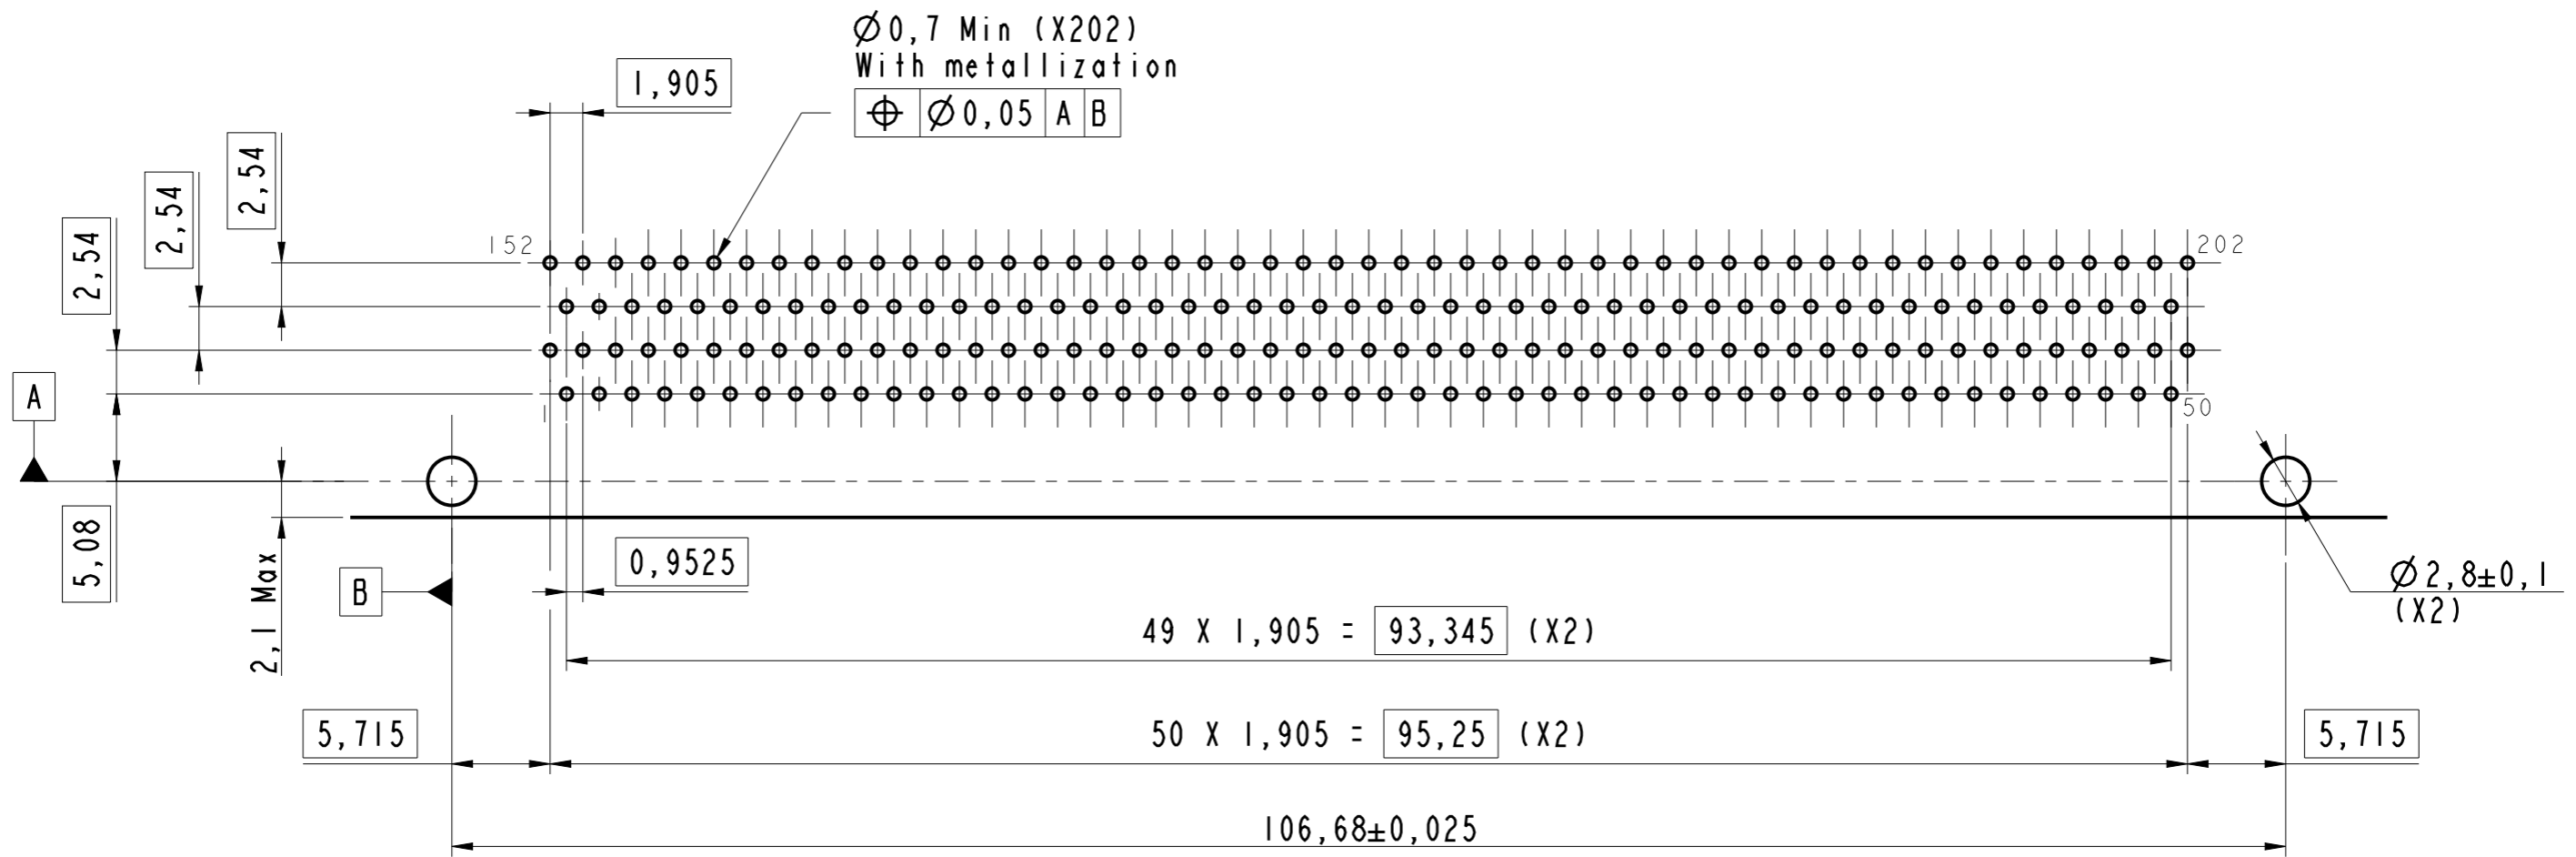 Ø0,7 Min (X202)
With metallization
⌖ Ø0,05 A B
1,905
2,54
2,54
2,54
152
202
A
1
50
5,08
2,1 Max
B
0,9525
Ø2,8±0,1
(X2)
49 X 1,905 = 93,345 (X2)
5,715
50 X 1,905 = 95,25 (X2)
5,715
106,68±0,025